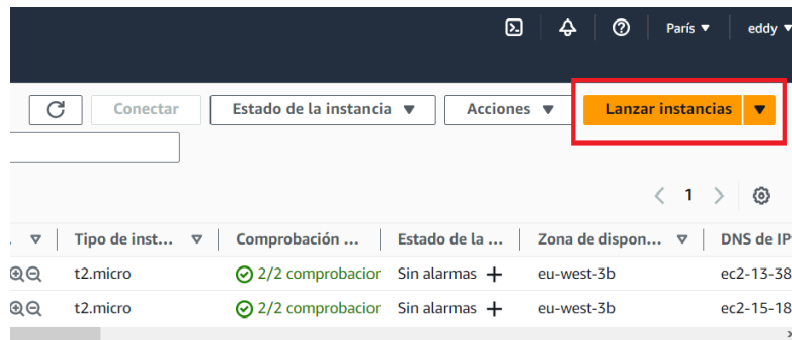 París ▼ eddy ▼
Conectar Estado de la instancia ▼ Acciones ▼ Lanzar instancias ▼
1
Tipo de inst... Comprobación ... Estado de la ... Zona de dispon... DNS de IP
t2.micro 2/2 comprobacior Sin alarmas + eu-west-3b ec2-13-38
t2.micro 2/2 comprobacior Sin alarmas + eu-west-3b ec2-15-18